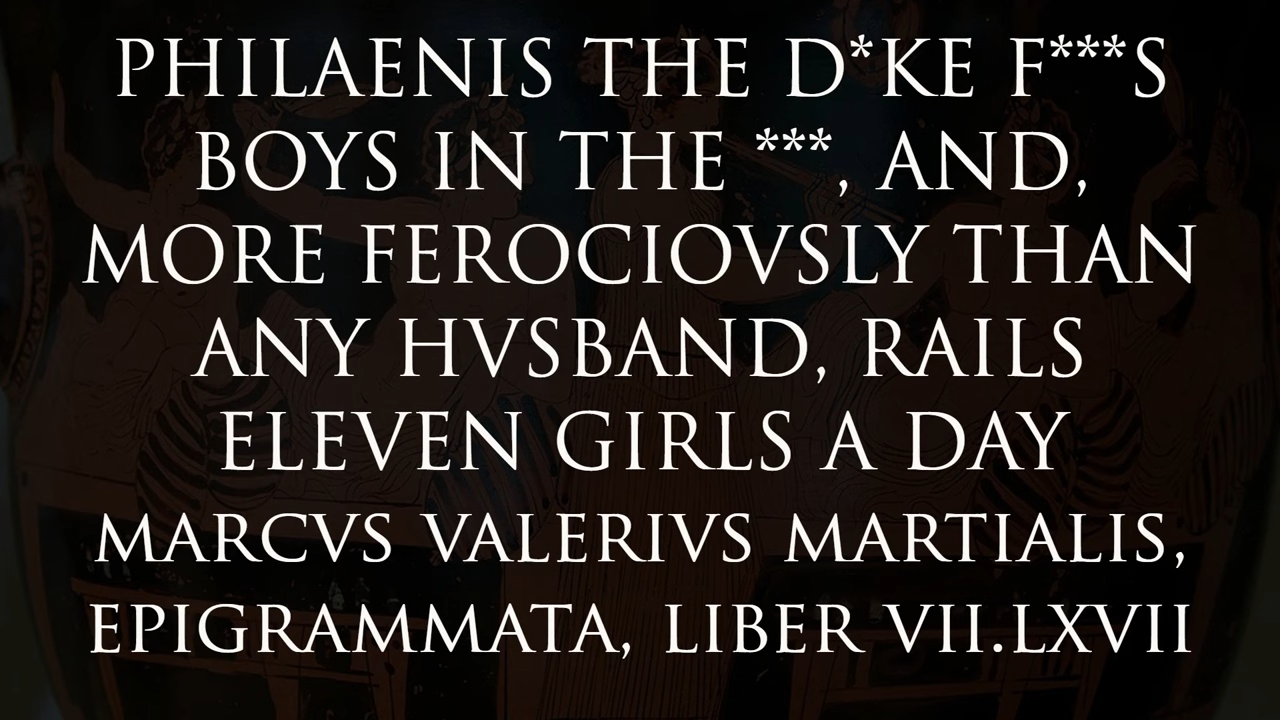 PHILAENIS THE D*KE F***S
BOYS IN THE ***, AND,
MORE FEROCIOVSLY THAN
ANY HVSBAND, RAILS
ELEVEN GIRLS A DAY
MARCVS VALERIVS MARTIALIS,
EPIGRAMMATA, LIBER VII.LXVII